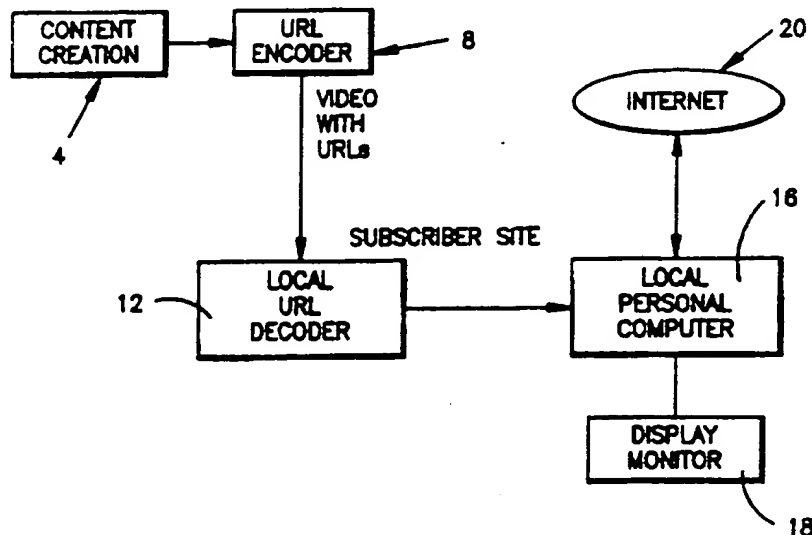 CONTENT
CREATION
URL
ENCODER
8
4
VIDEO
WITH
URLs
20
INTERNET
SUBSCRIBER SITE
16
12
LOCAL
URL
DECODER
LOCAL
PERSONAL
COMPUTER
DISPLAY
MONITOR
18